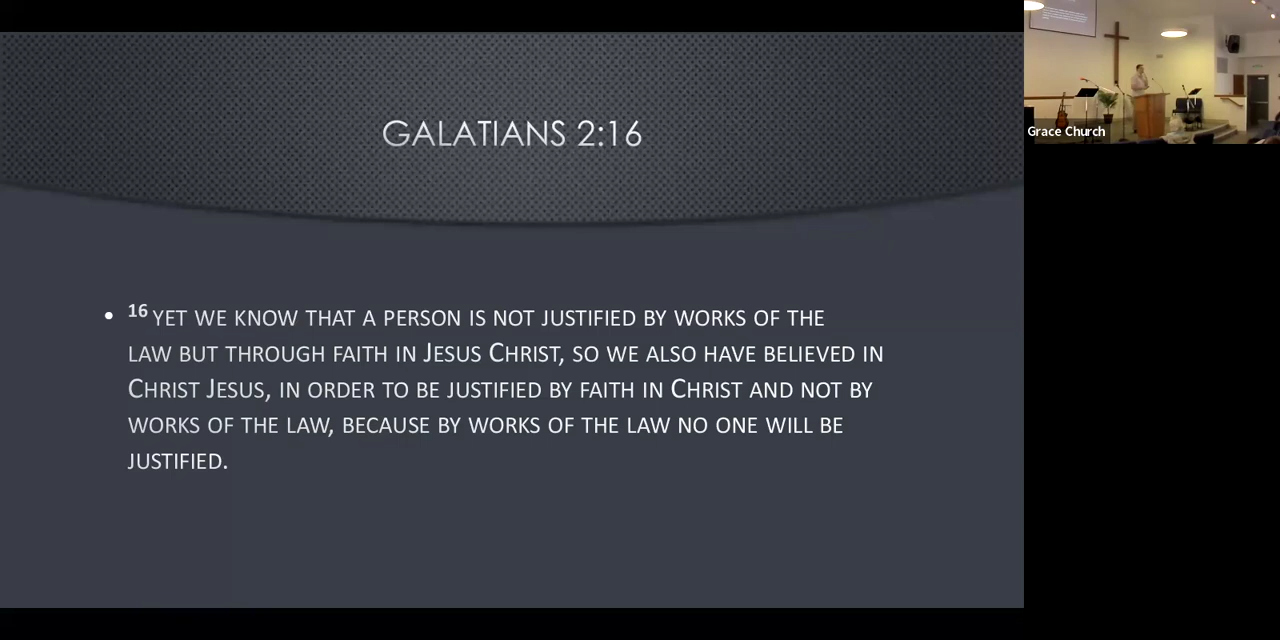 GALATIANS 2:16
• 16 YET WE KNOW THAT A PERSON IS NOT JUSTIFIED BY WORKS OF THE
LAW BUT THROUGH FAITH IN JESUS CHRIST, SO WE ALSO HAVE BELIEVED IN
CHRIST JESUS, IN ORDER TO BE JUSTIFIED BY FAITH IN CHRIST AND NOT BY
WORKS OF THE LAW, BECAUSE BY WORKS OF THE LAW NO ONE WILL BE
JUSTIFIED.
Grace Church